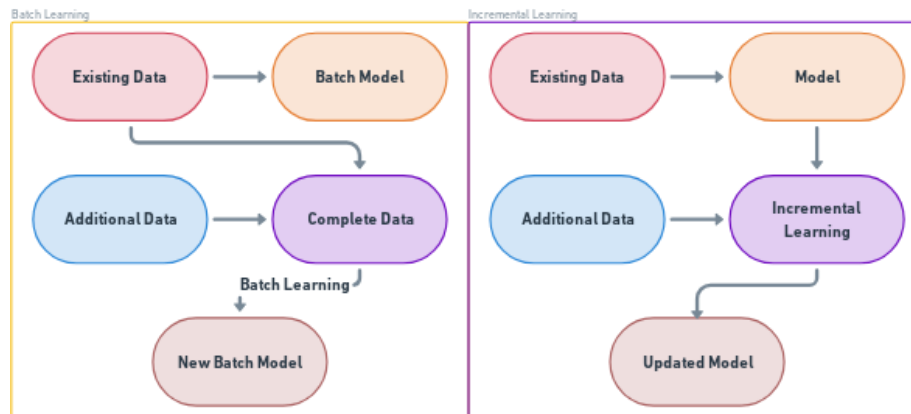 Batch Learning
Existing Data
Batch Model
Additional Data
Complete Data
Batch Learning
New Batch Model
Incremental Learning
Existing Data
Model
Additional Data
Incremental
Learning
Updated Model